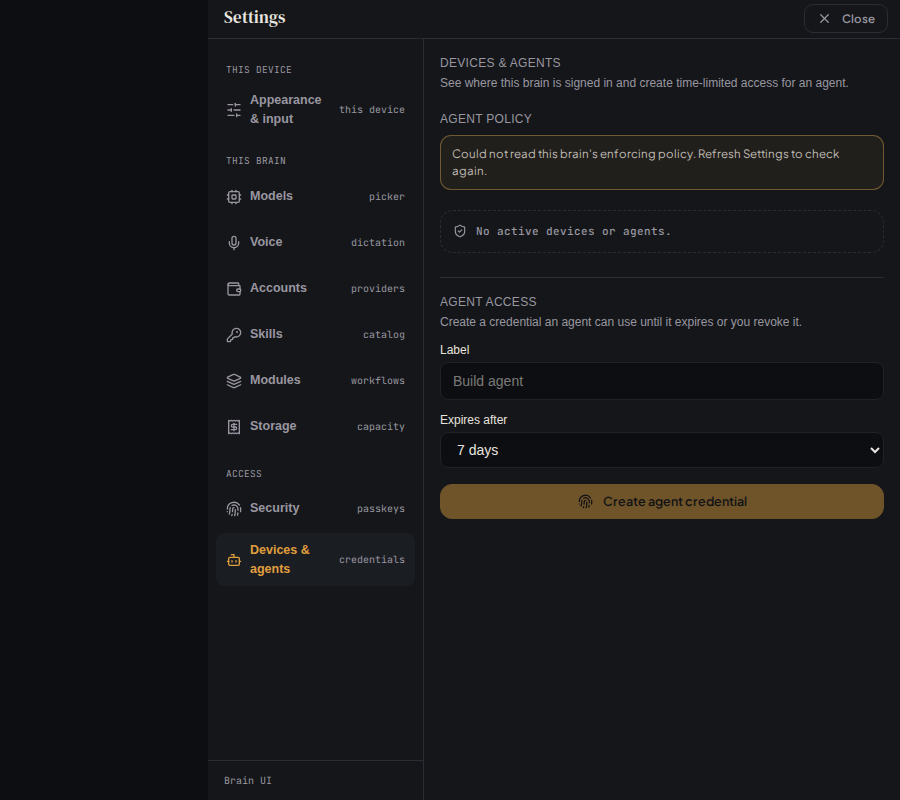 Settings
Close
THIS DEVICE
Appearance
& input
this device
THIS BRAIN
Models
picker
Voice
dictation
Accounts
providers
Skills
catalog
Modules
workflows
Storage
capacity
ACCESS
Security
passkeys
Devices &
agents
credentials
Brain UI
DEVICES & AGENTS
See where this brain is signed in and create time-limited access for an agent.
AGENT POLICY
Could not read this brain's enforcing policy. Refresh Settings to check
again.
No active devices or agents.
AGENT ACCESS
Create a credential an agent can use until it expires or you revoke it.
Label
Build agent
Expires after
7 days
Create agent credential